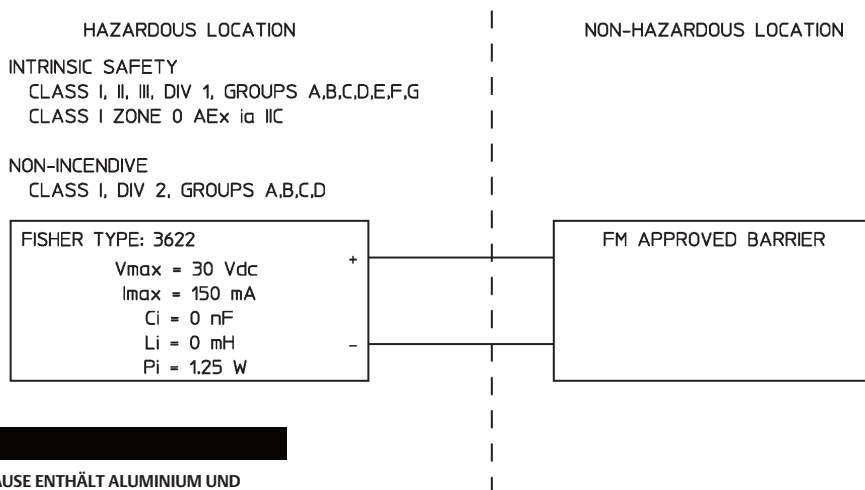 HAZARDOUS LOCATION
NON-HAZARDOUS LOCATION
INTRINSIC SAFETY
CLASS I, II, III, DIV 1, GROUPS A,B,C,D,E,F,G
CLASS I ZONE 0 AEx ia IIC
NON-INCENDIVE
CLASS I, DIV 2, GROUPS A,B,C,D
FISHER TYPE: 3622
Vmax = 30 Vdc
Imax = 150 mA
Ci = 0 nF
Li = 0 mH
Pi = 1.25 W
+
–
FM APPROVED BARRIER
AUSE ENTHÄLT ALUMINIUM UND